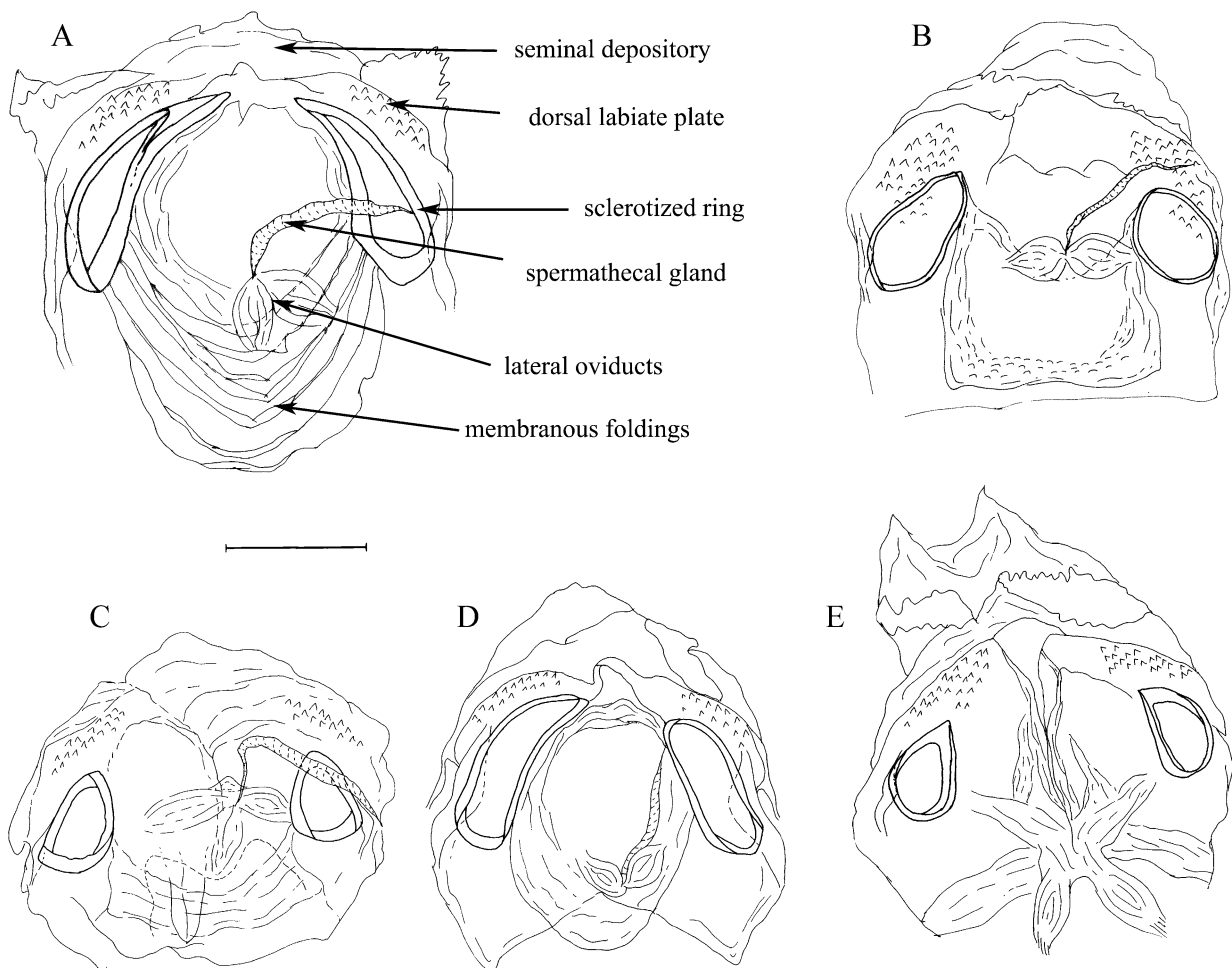 A
seminal depository
dorsal labiate plate
sclerotized ring
spermathecal gland
lateral oviducts
membranous foldings
B
C
D
E